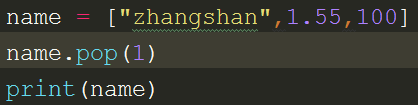 name = ["zhangshan",1.55,100]
name.pop(1)
print(name)